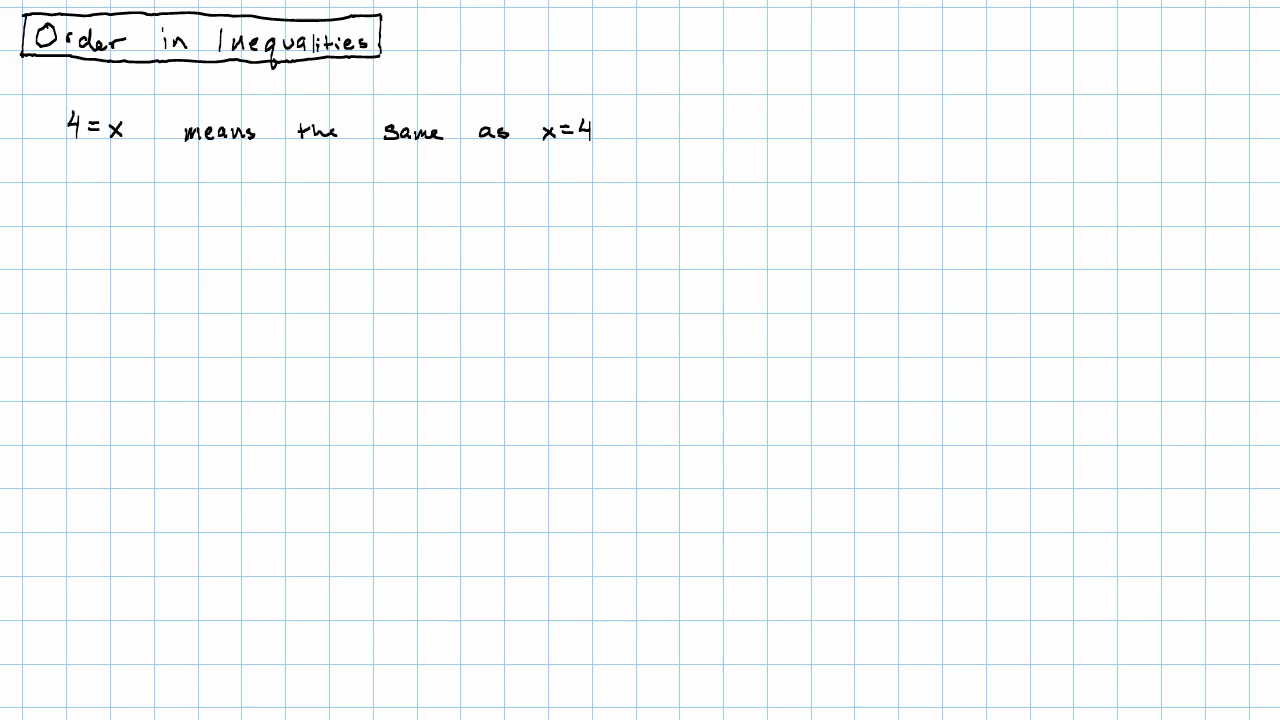 Order in Inequalities
4 = x means the same as x = 4